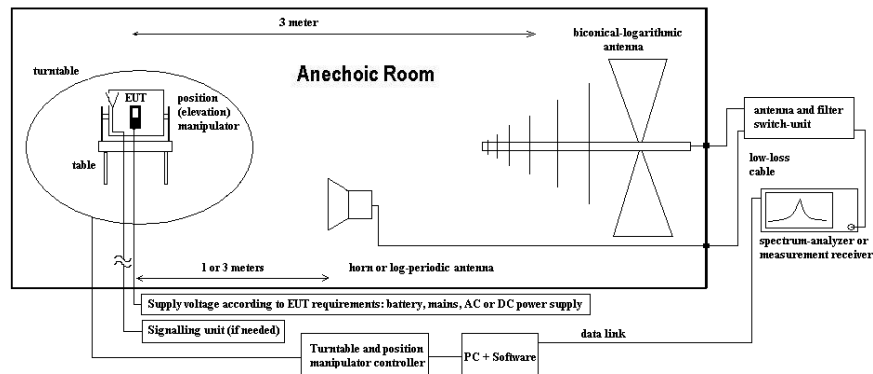 3 meter
biconical-logarithmic
antenna
Anechoic Room
turntable
EUT
position
(elevation)
manipulator
table
antenna and filter
switch-unit
low-loss
cable
spectrum-analyzer or
measurement receiver
1 or 3 meters
horn or log-periodic antenna
Supply voltage according to EUT requirements: battery, mains, AC or DC power supply
Signalling unit (if needed)
data link
Turntable and position
manipulator controller
PC + Software